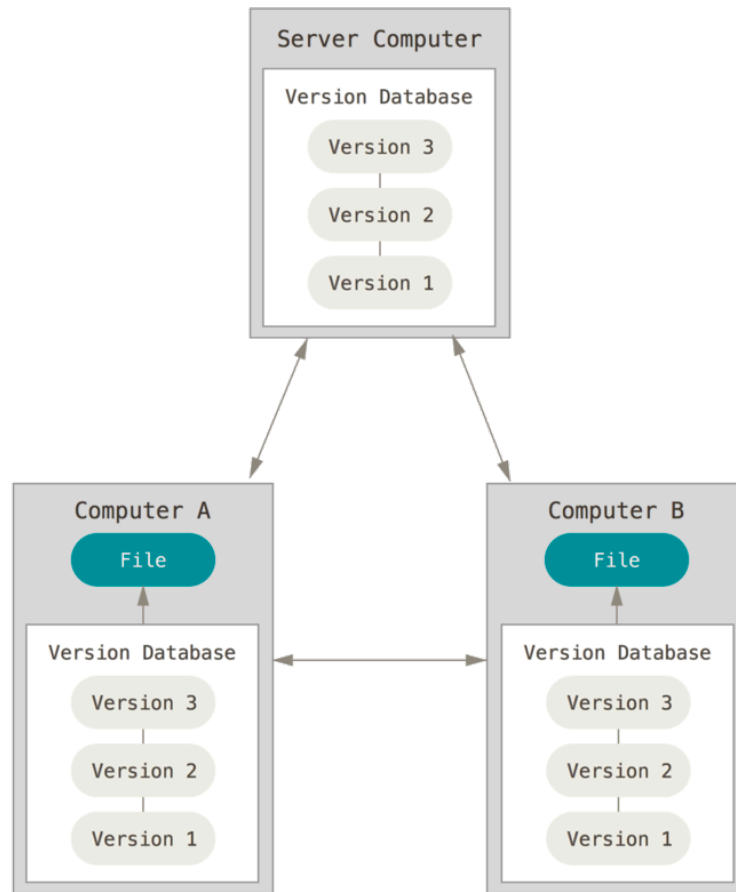 Server Computer
Version Database
Version 3
Version 2
Version 1
Computer A
File
Version Database
Version 3
Version 2
Version 1
Computer B
File
Version Database
Version 3
Version 2
Version 1